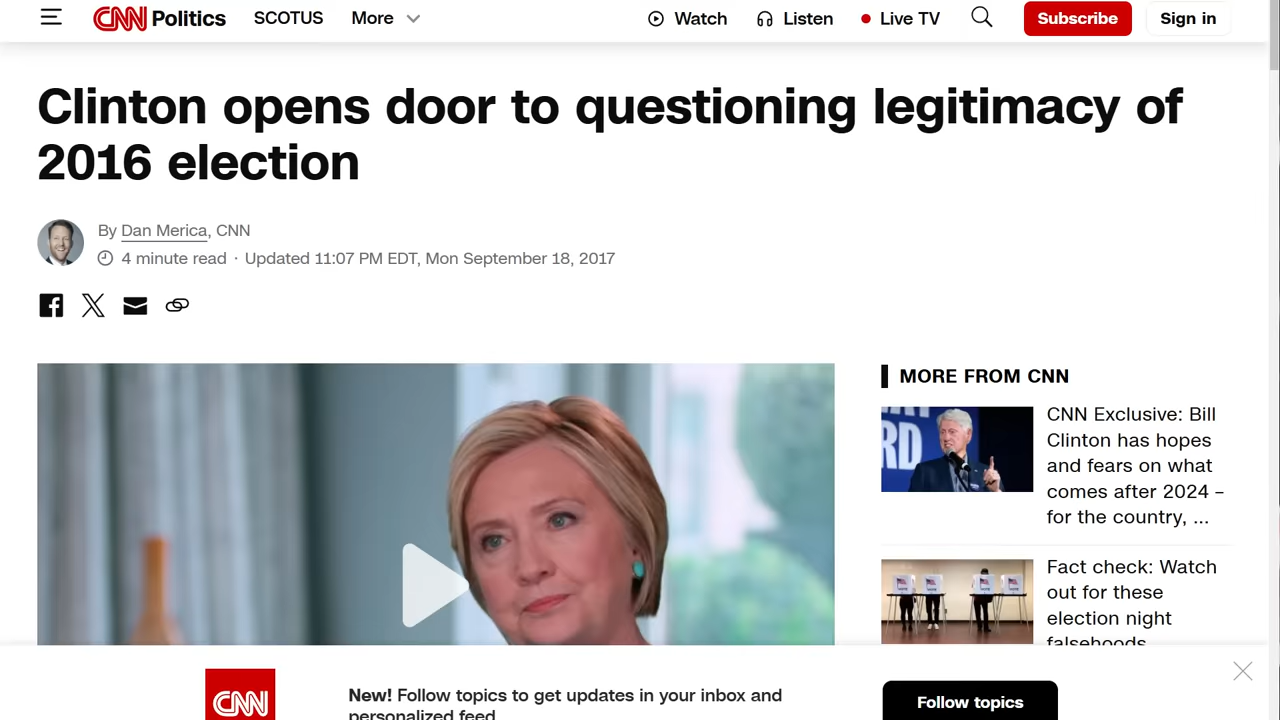 CNN Politics SCOTUS More Watch Listen Live TV Subscribe Sign in
Clinton opens door to questioning legitimacy of
2016 election
By Dan Merica, CNN
4 minute read · Updated 11:07 PM EDT, Mon September 18, 2017
MORE FROM CNN
CNN Exclusive: Bill
Clinton has hopes
and fears on what
comes after 2024 –
for the country, ...
RD
Fact check: Watch
out for these
election night
falsehoods
CNN
New! Follow topics to get updates in your inbox and
personalized feed
Follow topics